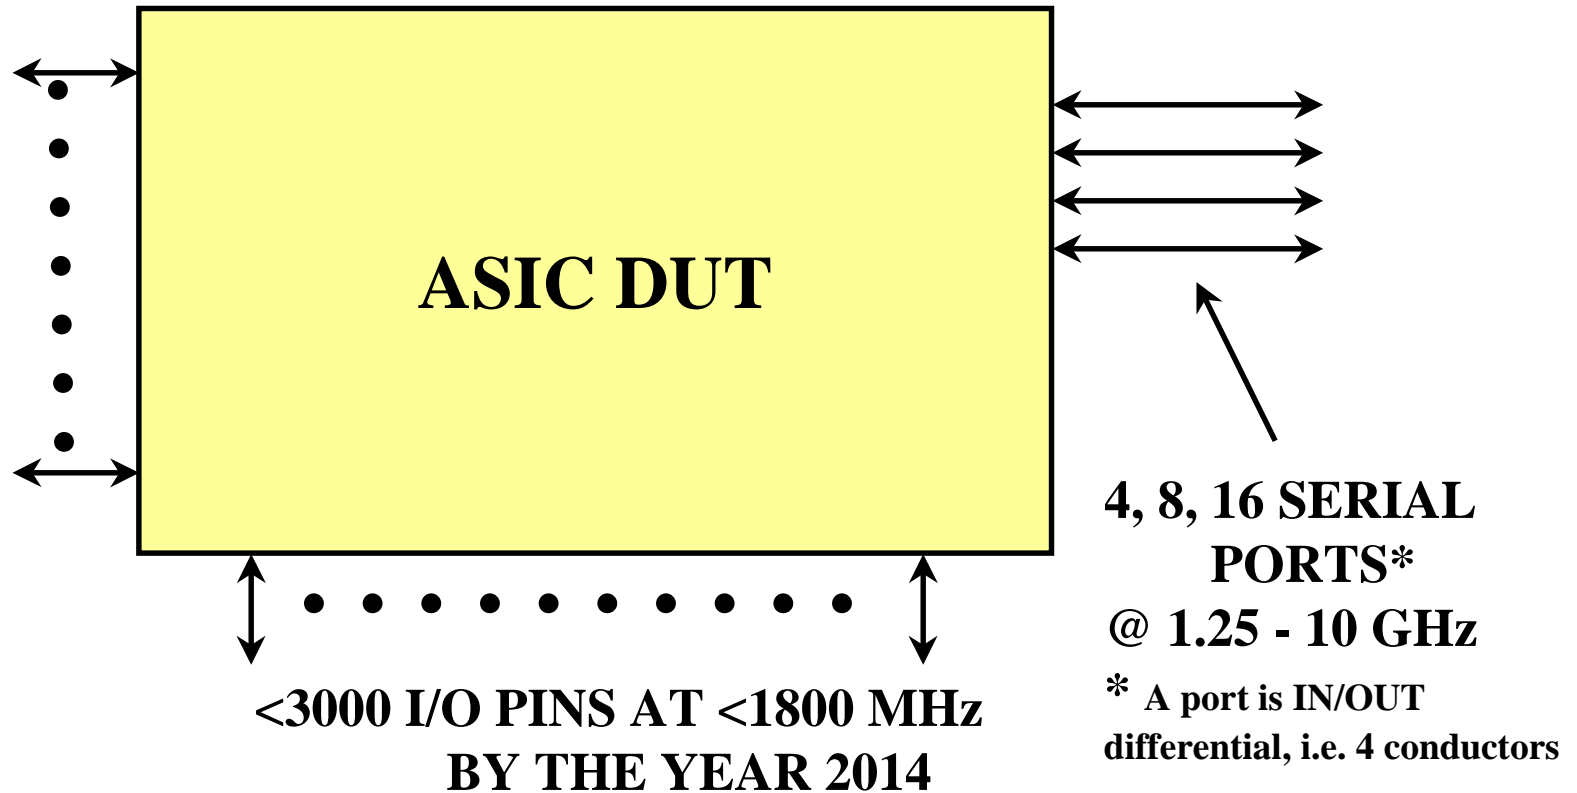 ASIC DUT
4, 8, 16 SERIAL
PORTS*
@ 1.25 - 10 GHz
* A port is IN/OUT
differential, i.e. 4 conductors
<3000 I/O PINS AT <1800 MHz
BY THE YEAR 2014